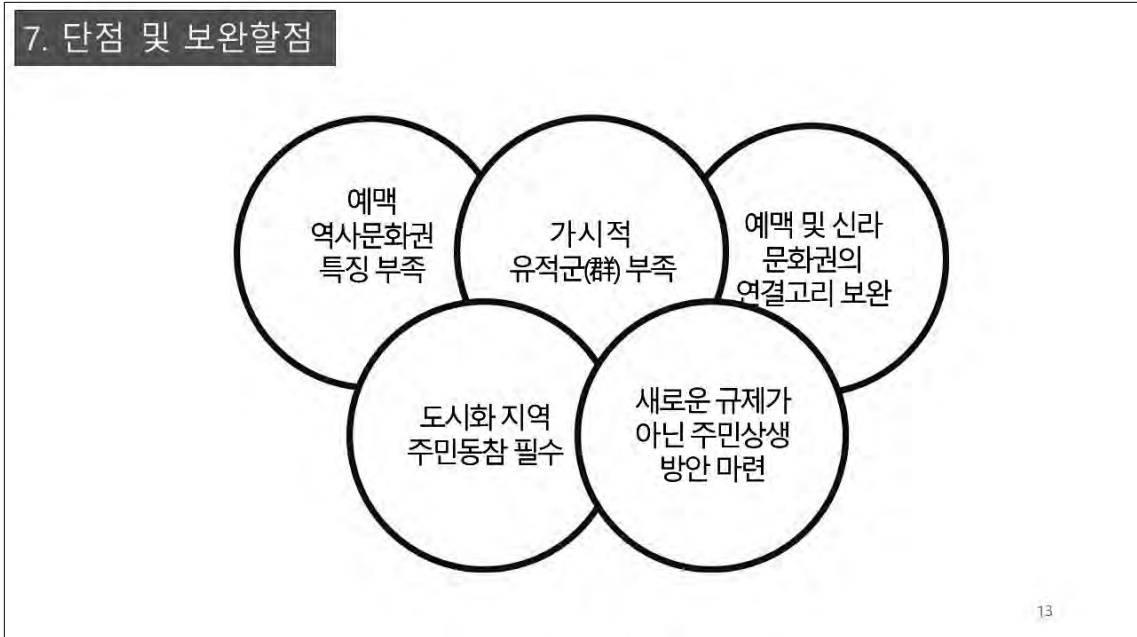 7. 단점 및 보완할점
예맥
역사문화권
특징 부족
가시적
유적군(群) 부족
예맥 및 신라
문화권의
연결고리 보완
도시화 지역
주민동참 필수
새로운 규제가
아닌 주민상생
방안 마련
13